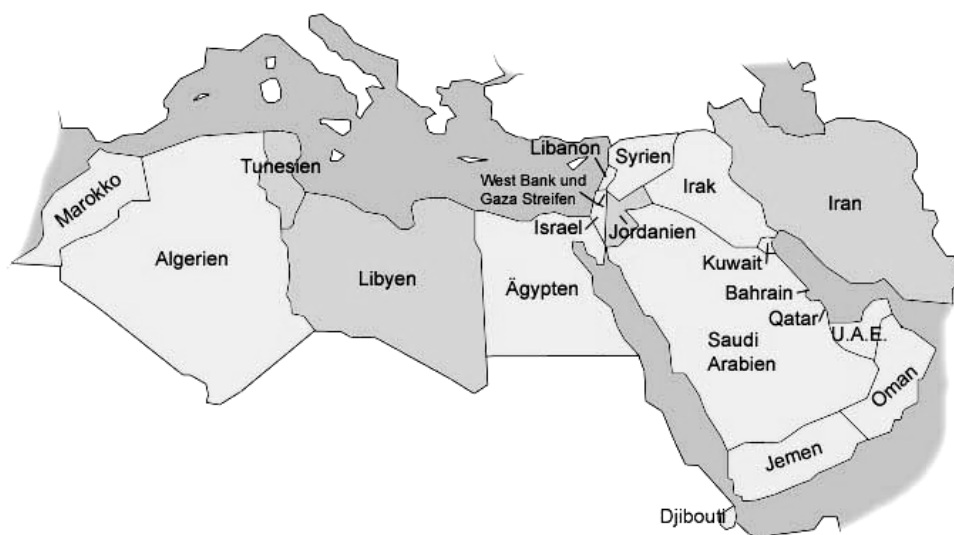 Libanon
Syrien
Tunesien
West Bank und
Gaza Streifen
Irak
Marokko
Iran
Israel
Jordanien
Algerien
Kuwait
Libyen
Ägypten
Bahrain
Qatar
U.A.E.
Saudi
Arabien
Oman
Jemen
Djibouti